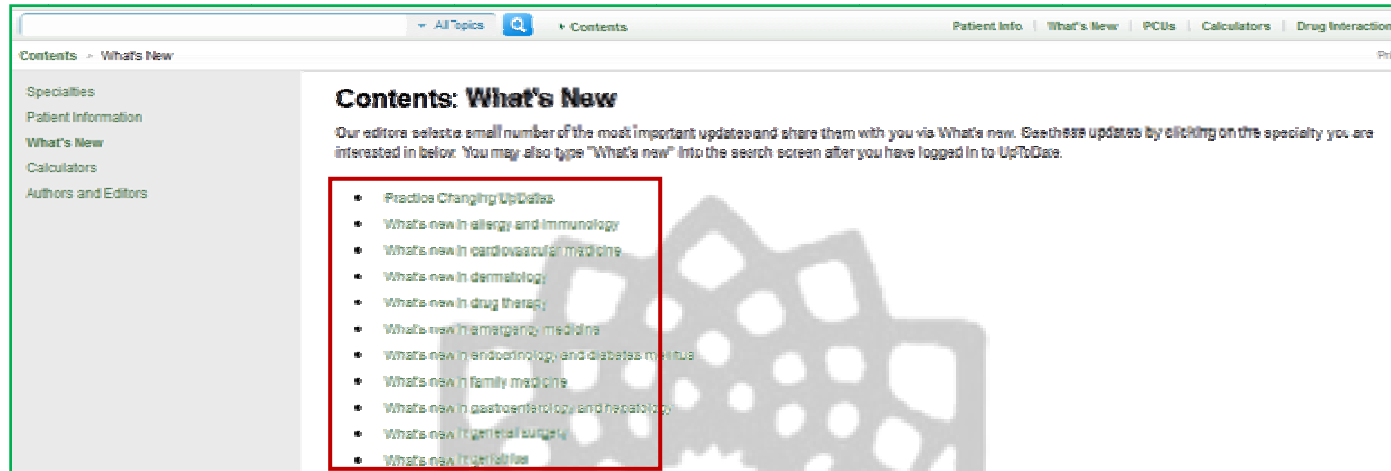 All Topics Contents Patient Info What's New PCUs Calculators Drug Interaction
Contents > What's New Pri
Specialties
Patient Information
What's New
Calculators
Authors and Editors
Contents: What's New
Our editors select a small number of the most important updates and share them with you via What's new. See these updates by clicking on the specialty you are
interested in below. You may also type "What's new" into the search screen after you have logged in to UpToDate.
Practice Changing UpDates
What's new in allergy and immunology
What's new in cardiovascular medicine
What's new in dermatology
What's new in drug therapy
What's new in emergency medicine
What's new in endocrinology and diabetes mellitus
What's new in family medicine
What's new in gastroenterology and hepatology
What's new in general surgery
What's new in geriatrics